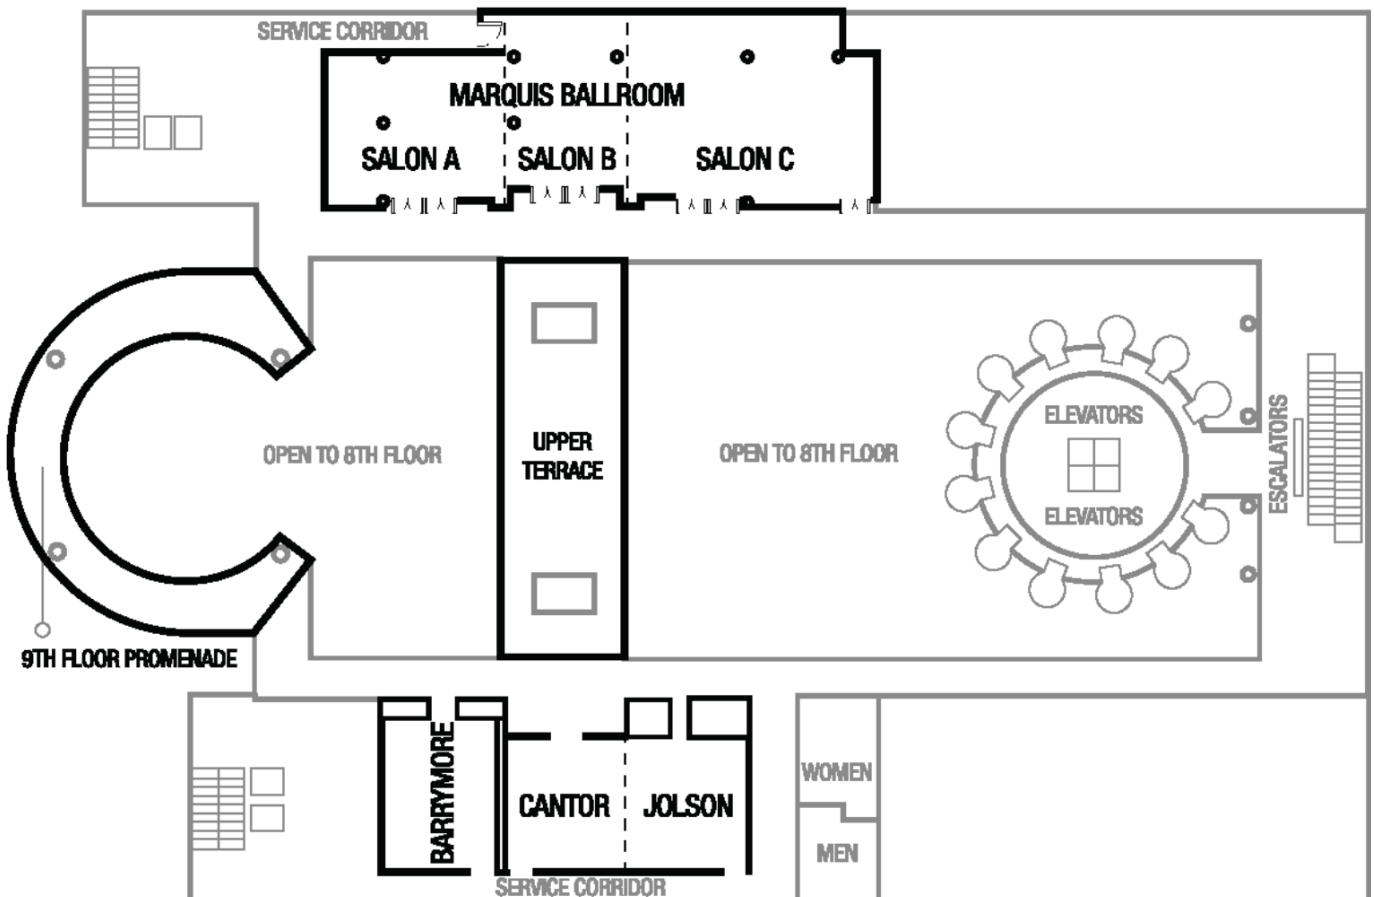 SERVICE CORRIDOR
MARQUIS BALLROOM
SALON A
SALON B
SALON C
OPEN TO 8TH FLOOR
UPPER
TERRACE
OPEN TO 8TH FLOOR
ELEVATORS
ELEVATORS
ESCALATORS
9TH FLOOR PROMENADE
BARRYMORE
CANTOR
JOLSON
WOMEN
MEN
SERVICE CORRIDOR